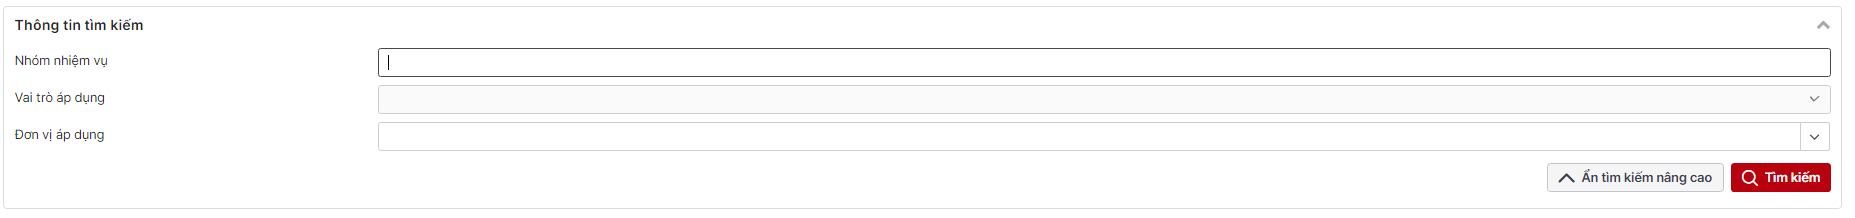 Thông tin tìm kiếm
Nhóm nhiệm vụ
Vai trò áp dụng
Đơn vị áp dụng
Ẩn tìm kiếm nâng cao
Tìm kiếm